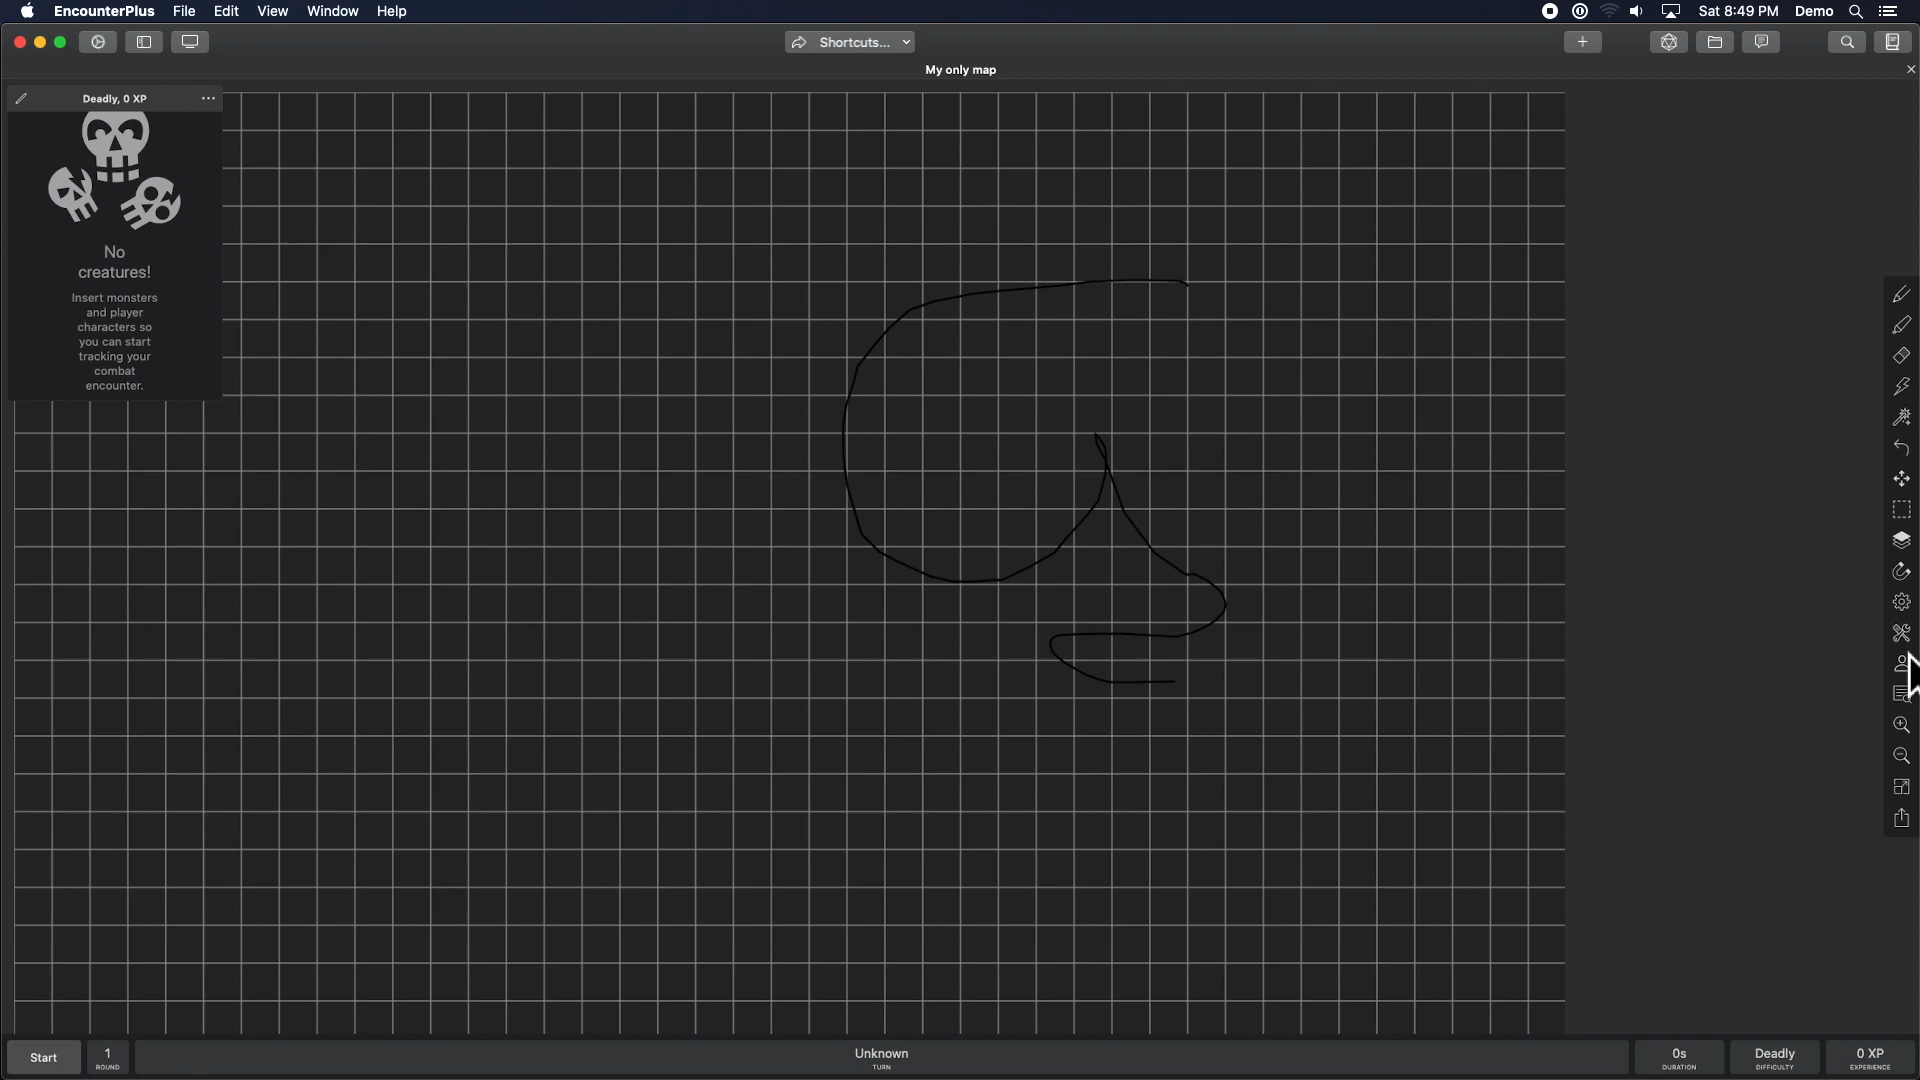 EncounterPlus File Edit View Window Help Sat 8:49 PM Demo
Shortcuts...
My only map
Deadly, 0 XP
No
creatures!
Insert monsters
and player
characters so
you can start
tracking your
combat
encounter.
Start
1
ROUND
Unknown
TURN
0s
DURATION
Deadly
DIFFICULTY
0 XP
EXPERIENCE